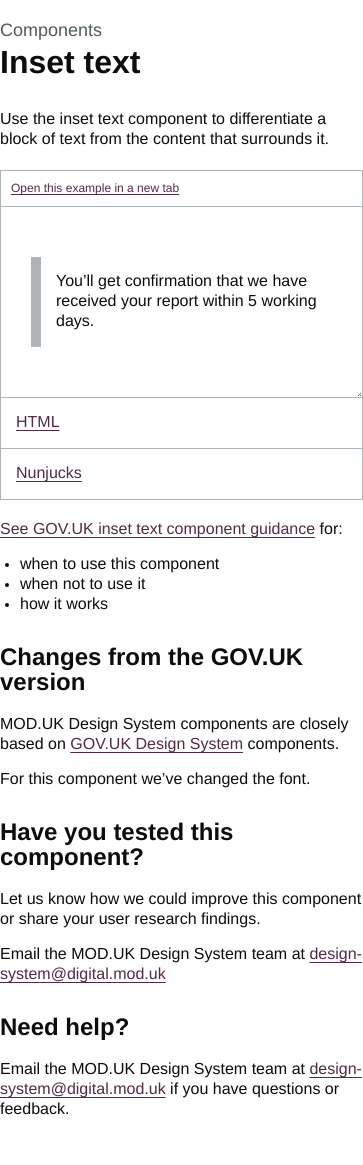 Components
Inset text
Use the inset text component to differentiate a
block of text from the content that surrounds it.
Open this example in a new tab
You’ll get confirmation that we have
received your report within 5 working
days.
HTML
Nunjucks
See GOV.UK inset text component guidance for:
• when to use this component
• when not to use it
• how it works
Changes from the GOV.UK
version
MOD.UK Design System components are closely
based on GOV.UK Design System components.
For this component we’ve changed the font.
Have you tested this
component?
Let us know how we could improve this component
or share your user research findings.
Email the MOD.UK Design System team at design-
system@digital.mod.uk
Need help?
Email the MOD.UK Design System team at design-
system@digital.mod.uk if you have questions or
feedback.